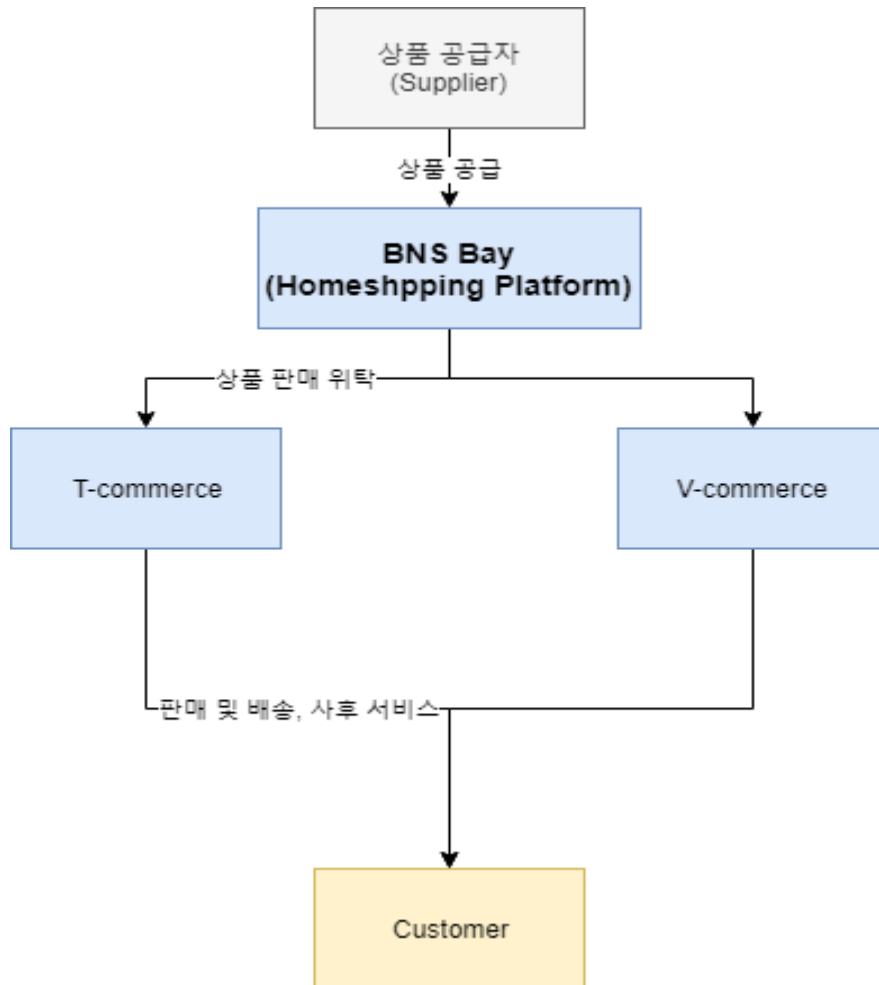 상품 공급자
(Supplier)
상품 공급
BNS Bay
(Homeshpping Platform)
상품 판매 위탁
T-commerce
V-commerce
판매 및 배송, 사후 서비스
Customer